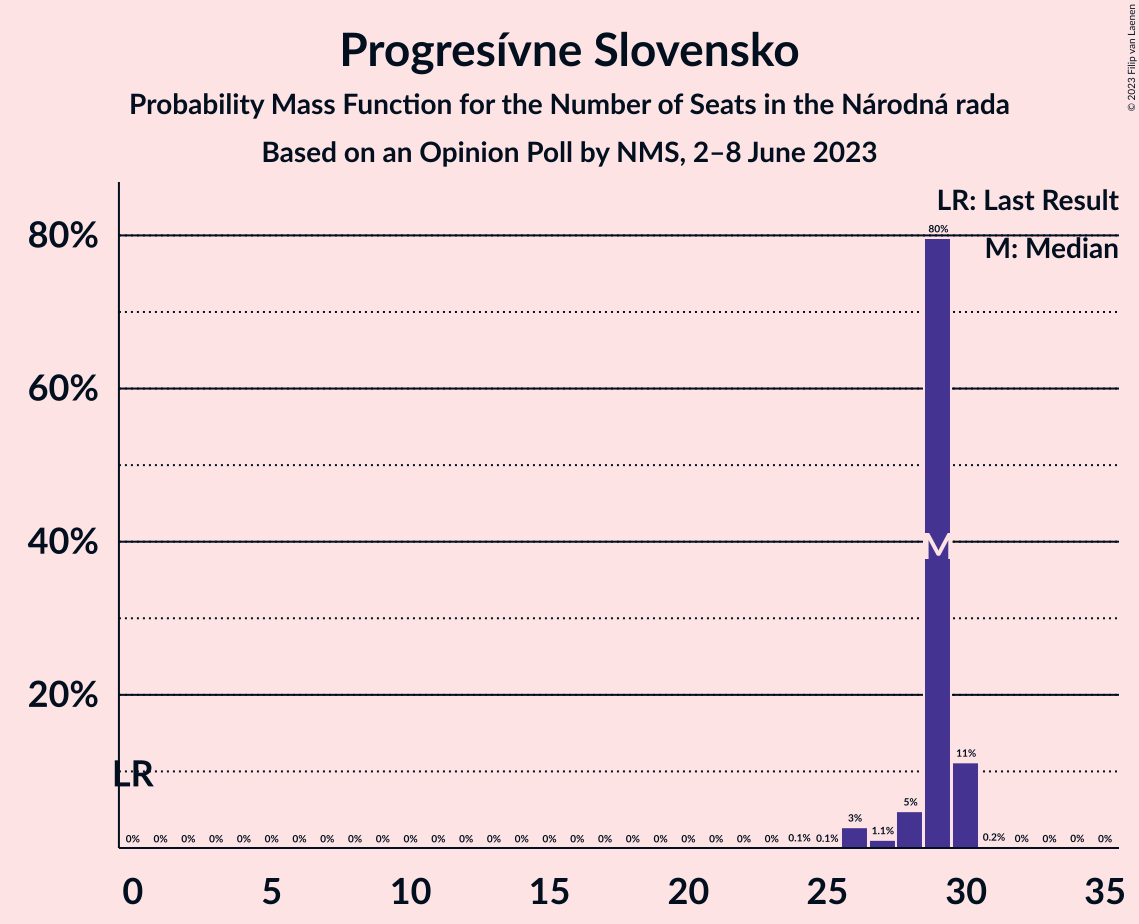 Progresívne Slovensko
Probability Mass Function for the Number of Seats in the Národná rada
Based on an Opinion Poll by NMS, 2–8 June 2023
© 2023 Filip van Laenen
LR: Last Result
M: Median
80%
60%
40%
20%
LR
M
0% 0% 0% 0% 0% 0% 0% 0% 0% 0% 0% 0% 0% 0% 0% 0% 0% 0% 0% 0% 0% 0% 0% 0% 0.1% 0.1% 3% 1.1% 5% 80% 11% 0.2% 0% 0% 0% 0%
0 5 10 15 20 25 30 35